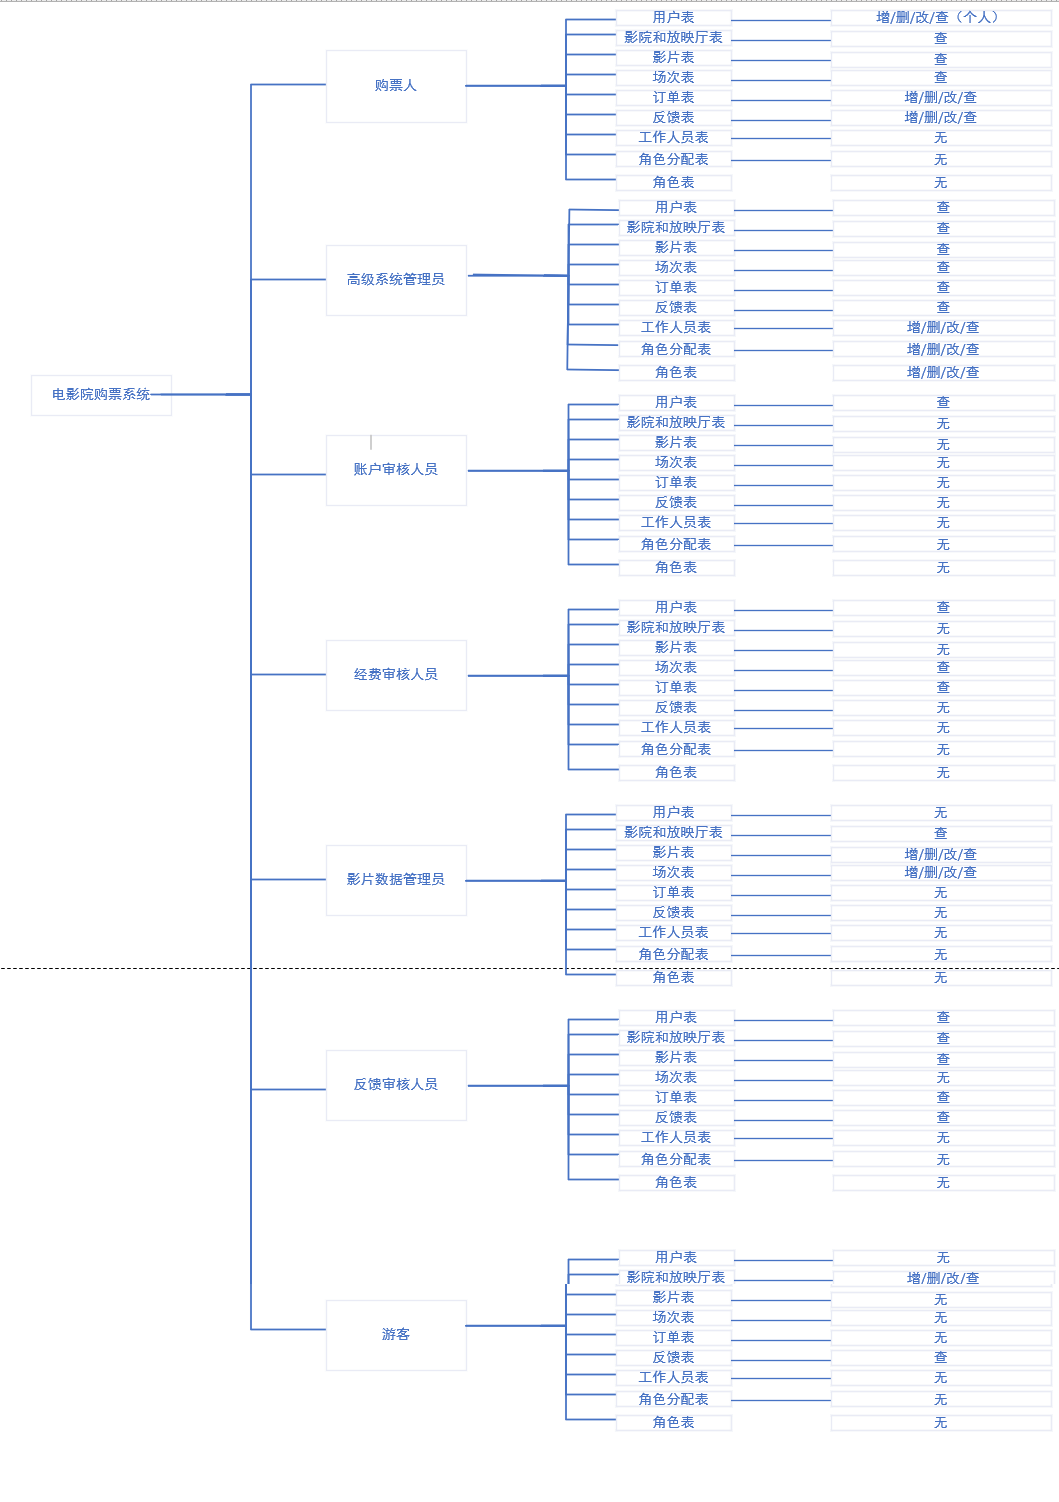 电影院购票系统
购票人
用户表 增/删/改/查（个人）
影院和放映厅表 查
影片表 查
场次表 查
订单表 增/删/改/查
反馈表 增/删/改/查
工作人员表 无
角色分配表 无
角色表 无
高级系统管理员
用户表 查
影院和放映厅表 查
影片表 查
场次表 查
订单表 查
反馈表 查
工作人员表 增/删/改/查
角色分配表 增/删/改/查
角色表 增/删/改/查
账户审核人员
用户表 查
影院和放映厅表 无
影片表 无
场次表 无
订单表 无
反馈表 无
工作人员表 无
角色分配表 无
角色表 无
经费审核人员
用户表 查
影院和放映厅表 无
影片表 无
场次表 查
订单表 查
反馈表 无
工作人员表 无
角色分配表 无
角色表 无
影片数据管理员
用户表 无
影院和放映厅表 查
影片表 增/删/改/查
场次表 增/删/改/查
订单表 无
反馈表 无
工作人员表 无
角色分配表 无
角色表 无
反馈审核人员
用户表 查
影院和放映厅表 查
影片表 查
场次表 无
订单表 查
反馈表 查
工作人员表 无
角色分配表 无
角色表 无
游客
用户表 无
影院和放映厅表 增/删/改/查
影片表 无
场次表 无
订单表 无
反馈表 查
工作人员表 无
角色分配表 无
角色表 无